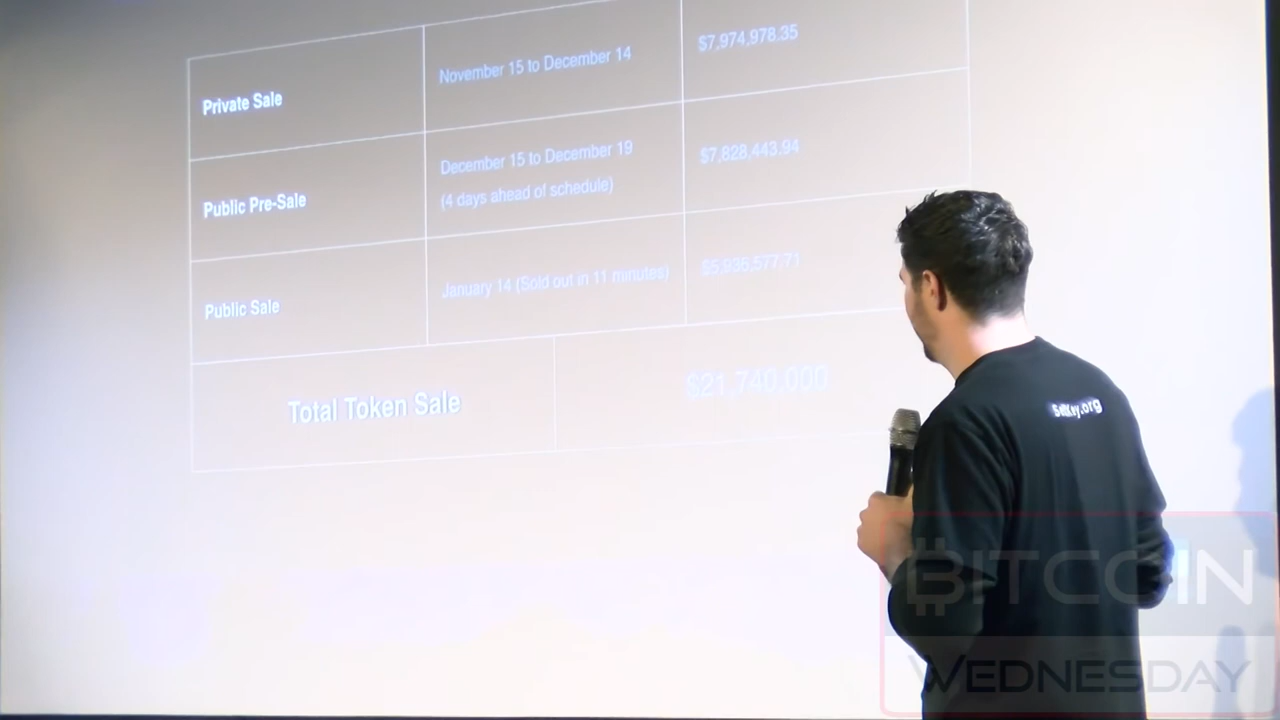 Private Sale
November 15 to December 14
$7,974,978.35
Public Pre-Sale
December 15 to December 19
(4 days ahead of schedule)
$7,828,443.94
Public Sale
January 14 (Sold out in 11 minutes)
$5,935,577.71
Total Token Sale
$21,740,000
SelfKey.org
BITCOIN
WEDNESDAY